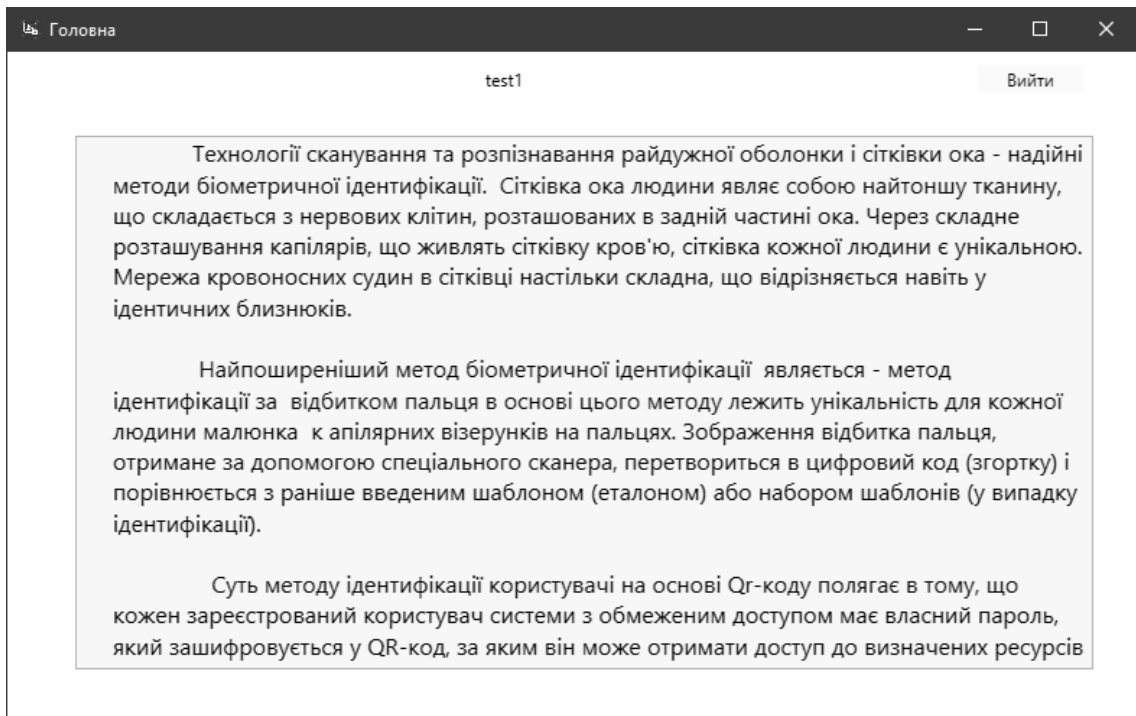 Головна
test1
Вийти
Технології сканування та розпізнавання райдужної оболонки і сітківки ока - надійні
методи біометричної ідентифікації.  Сітківка ока людини являє собою найтоншу тканину,
що складається з нервових клітин, розташованих в задній частині ока. Через складне
розташування капілярів, що живлять сітківку кров'ю, сітківка кожної людини є унікальною.
Мережа кровоносних судин в сітківці настільки складна, що відрізняється навіть у
ідентичних близнюків.
Найпоширеніший метод біометричної ідентифікації  являється - метод
ідентифікації за  відбитком пальця в основі цього методу лежить унікальність для кожної
людини малюнка  к апілярних візерунків на пальцях. Зображення відбитка пальця,
отримане за допомогою спеціального сканера, перетвориться в цифровий код (згортку) і
порівнюється з раніше введеним шаблоном (еталоном) або набором шаблонів (у випадку
ідентифікації).
Суть методу ідентифікації користувачі на основі Qr-коду полягає в тому, що
кожен зареєстрований користувач системи з обмеженим доступом має власний пароль,
який зашифровується у QR-код, за яким він може отримати доступ до визначених ресурсів